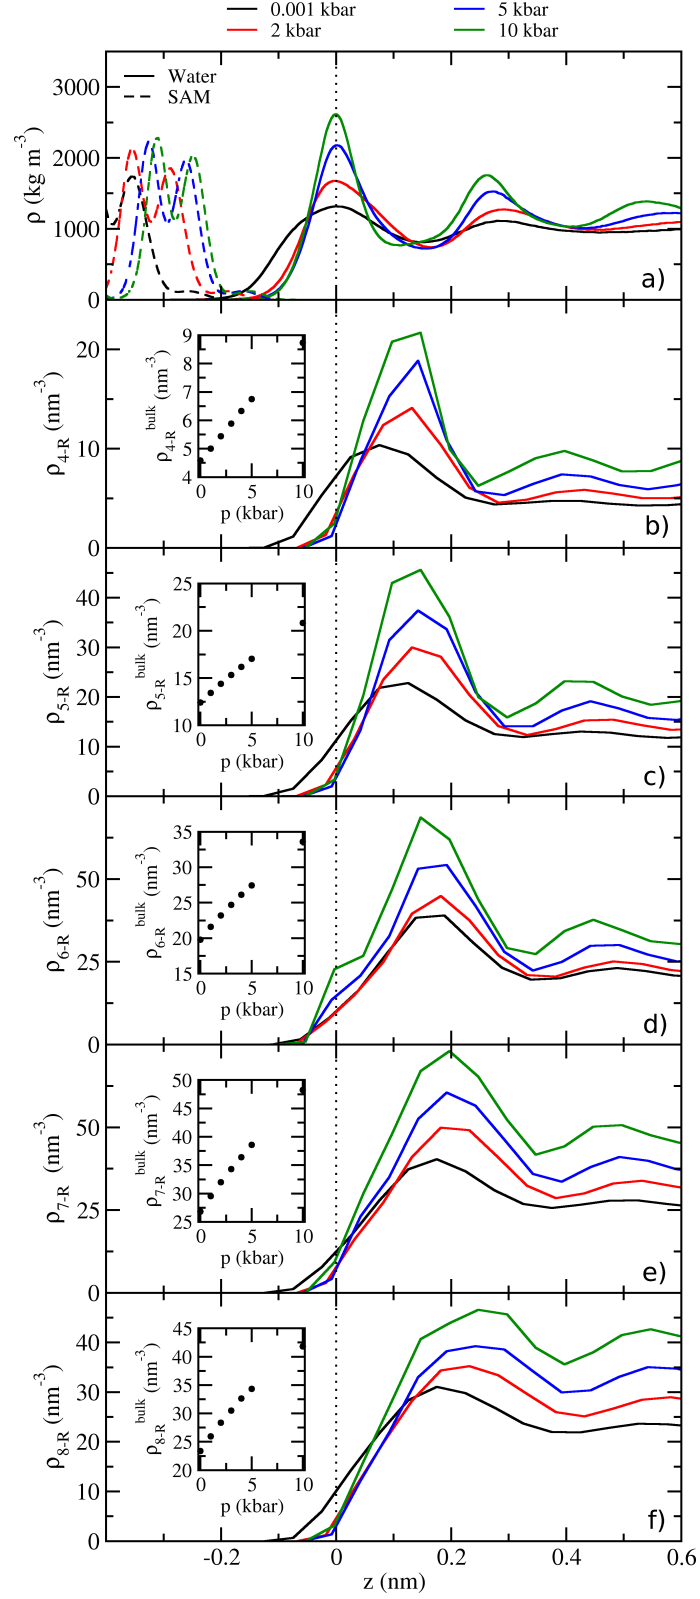 0.001 kbar 5 kbar
2 kbar 10 kbar
Water
SAM
ρ (kg m⁻³)
3000
2000
1000
0
a)
ρ₄₋R (nm⁻³)
20
10
0
ρ₄₋R^bulk (nm⁻³)
9
8
7
6
5
4
0 5 10
p (kbar)
b)
ρ₅₋R (nm⁻³)
40
30
20
10
0
ρ₅₋R^bulk (nm⁻³)
25
20
15
10
0 5 10
p (kbar)
c)
ρ₆₋R (nm⁻³)
50
25
0
ρ₆₋R^bulk (nm⁻³)
35
30
25
20
15
0 5 10
p (kbar)
d)
ρ₇₋R (nm⁻³)
50
25
0
ρ₇₋R^bulk (nm⁻³)
50
45
40
35
30
25
0 5 10
p (kbar)
e)
ρ₈₋R (nm⁻³)
40
30
20
10
0
ρ₈₋R^bulk (nm⁻³)
45
40
35
30
25
20
0 5 10
p (kbar)
f)
-0.2 0 0.2 0.4 0.6
z (nm)